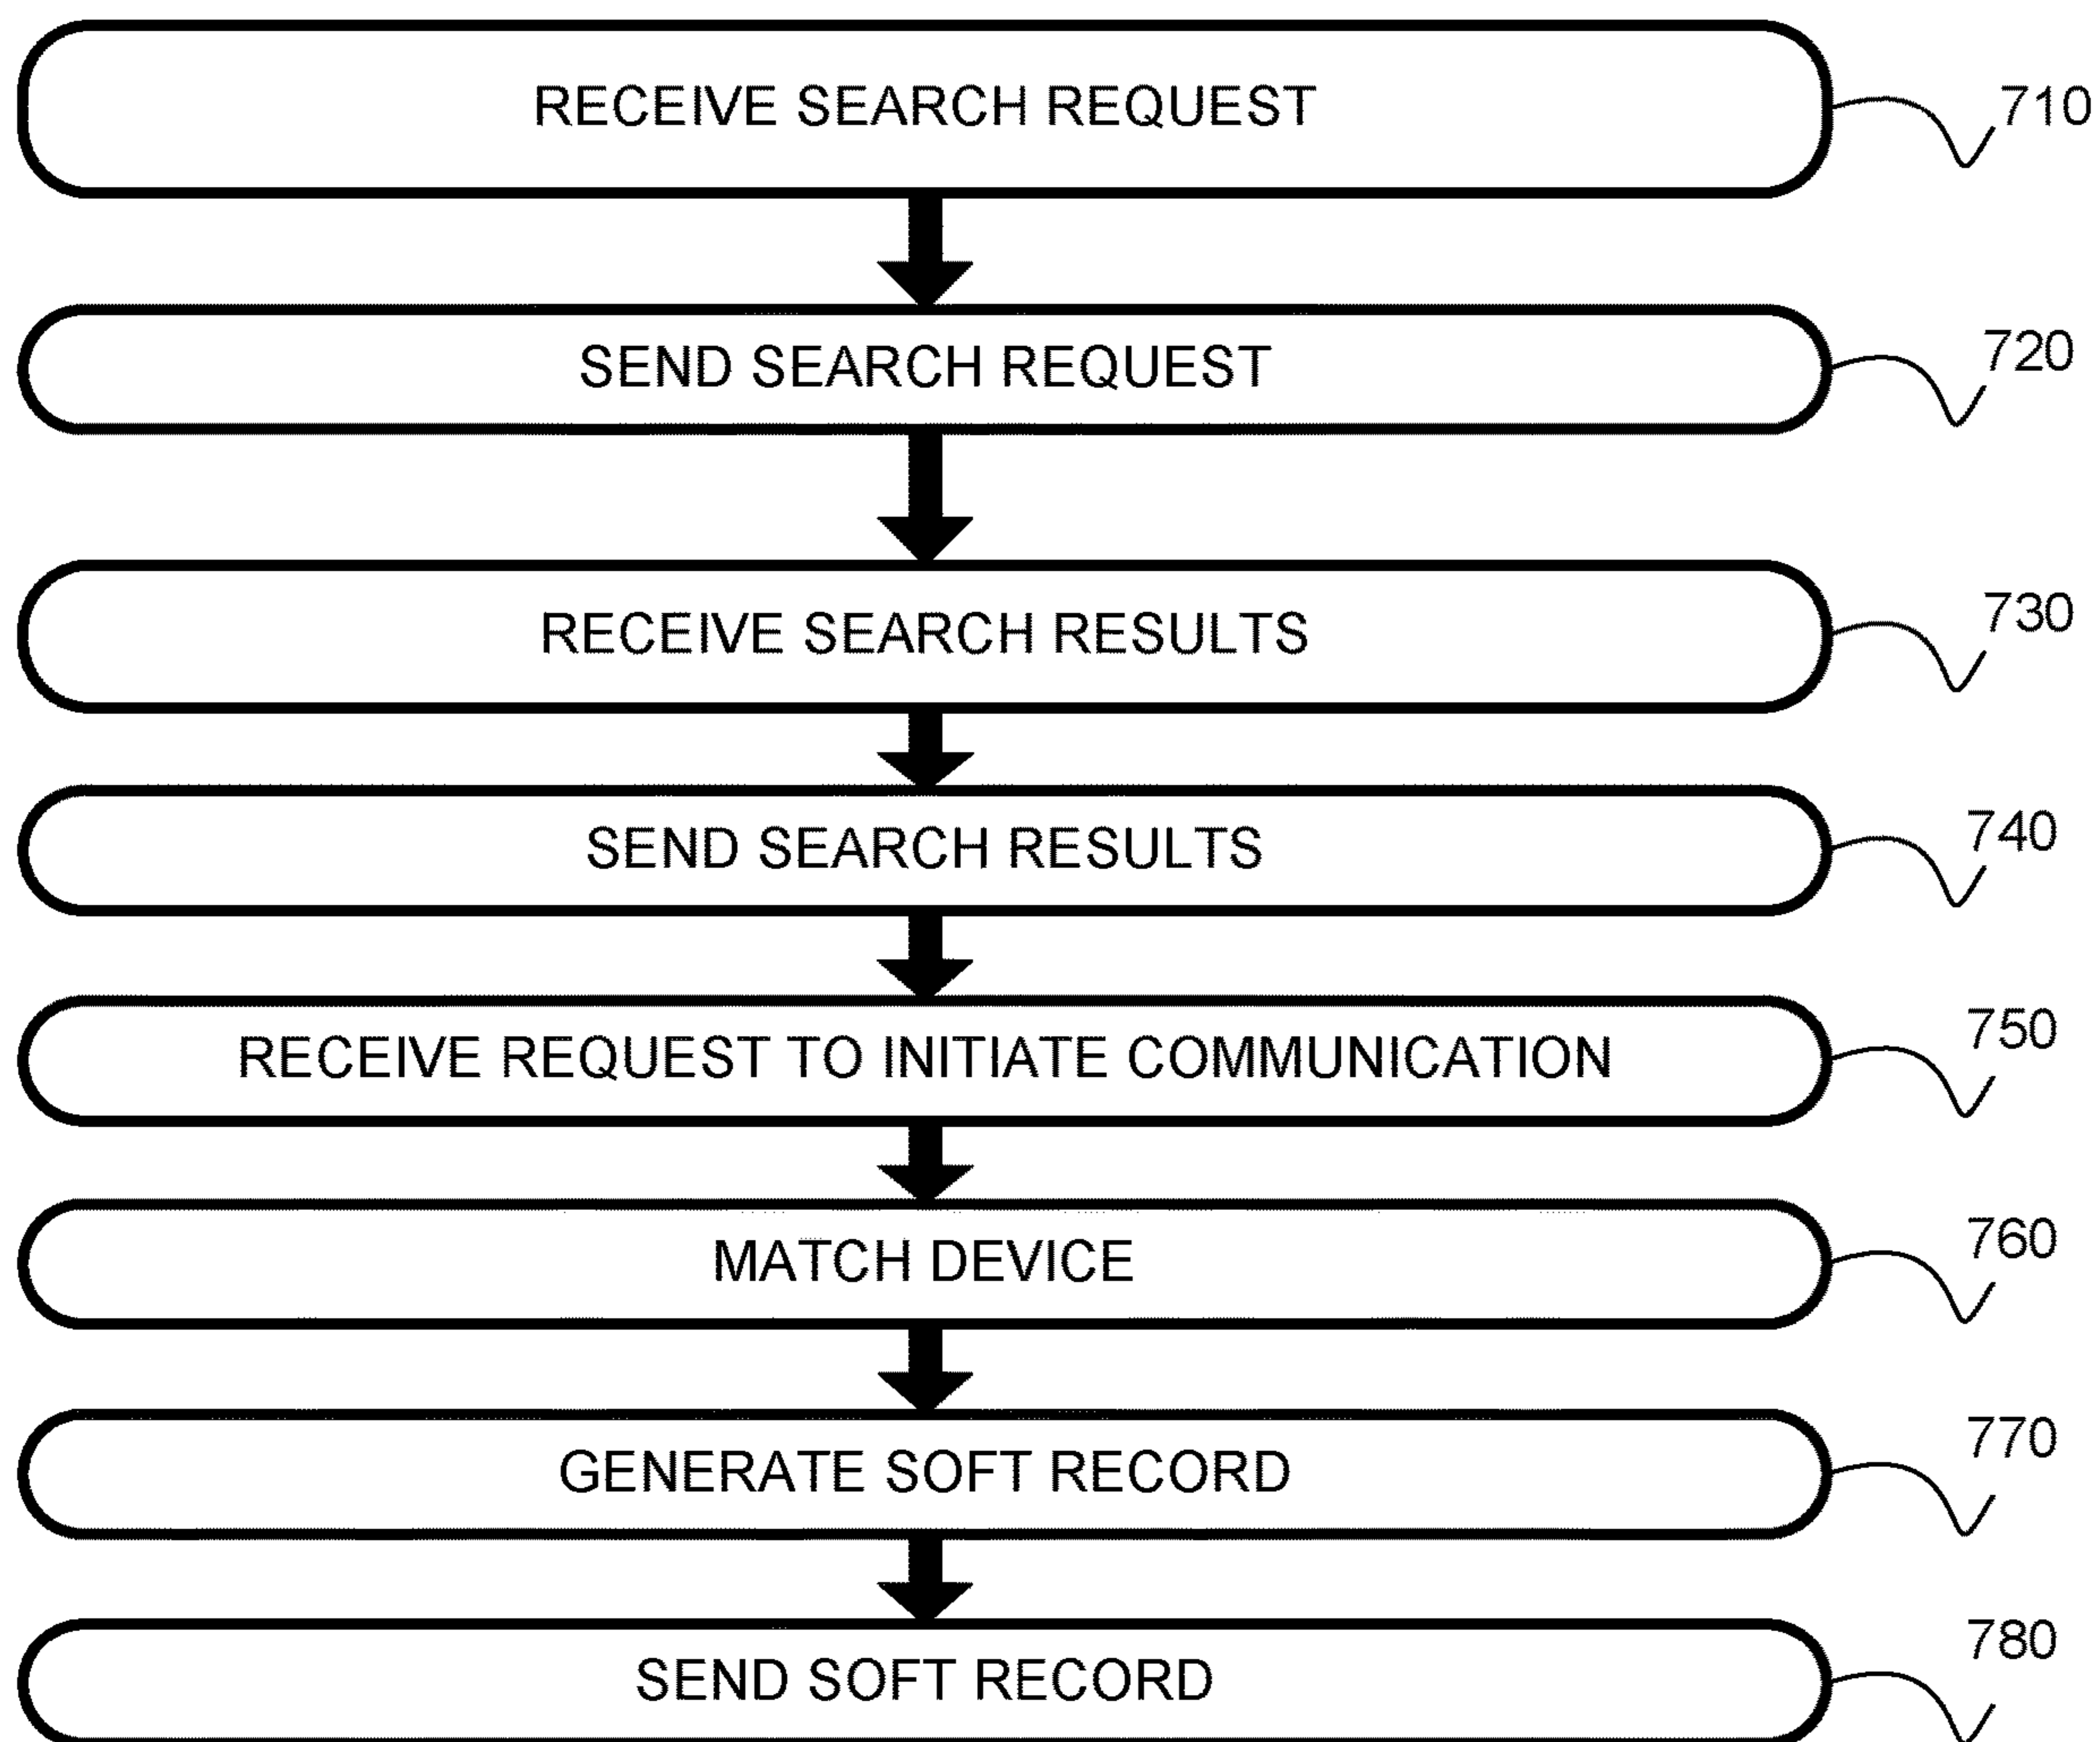 RECEIVE SEARCH REQUEST
710
SEND SEARCH REQUEST
720
RECEIVE SEARCH RESULTS
730
SEND SEARCH RESULTS
740
RECEIVE REQUEST TO INITIATE COMMUNICATION
750
MATCH DEVICE
760
GENERATE SOFT RECORD
770
SEND SOFT RECORD
780